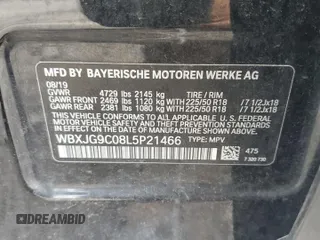 MFD BY BAYERISCHE MOTOREN WERKE AG
08/19
GVWR 4729 lbs 2145 kg TIRE / RIM
GAWR FRONT 2469 lbs 1120 kg WITH 225/50 R18 / 7 1/2Jx18
GAWR REAR 2381 lbs 1080 kg WITH 225/50 R18 / 7 1/2Jx18
THIS VEHICLE CONFORMS TO ALL APPLICABLE U.S. FEDERAL
MOTOR VEHICLE SAFETY, BUMPER, AND THEFT PREVENTION
STANDARDS IN EFFECT ON THE DATE OF MANUFACTURE SHOWN ABOVE.
WBXJG9C08L5P21466 TYPE: MPV 475
7 300 730
DREAMBID